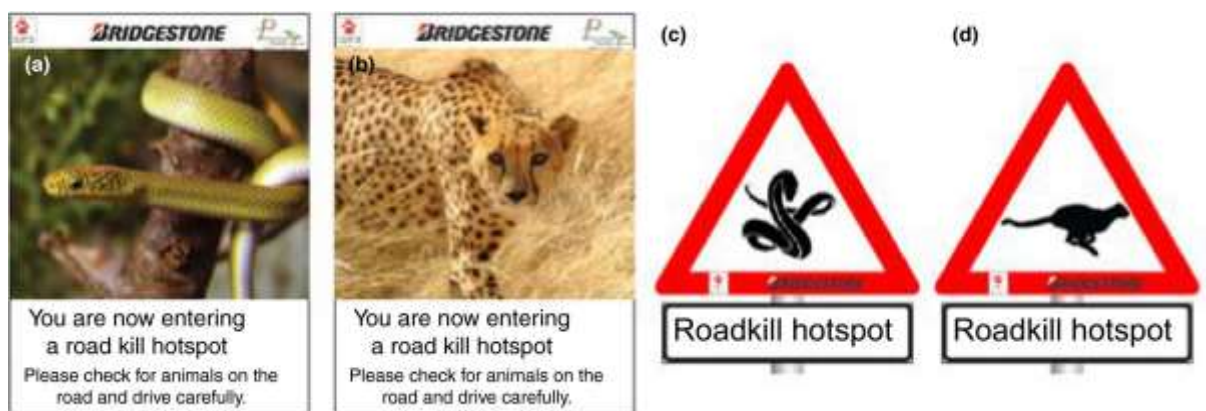 BRIDGESTONE
(a)
You are now entering
a road kill hotspot
Please check for animals on the
road and drive carefully.
BRIDGESTONE
(b)
You are now entering
a road kill hotspot
Please check for animals on the
road and drive carefully.
(c)
BRIDGESTONE
Roadkill hotspot
(d)
BRIDGESTONE
Roadkill hotspot